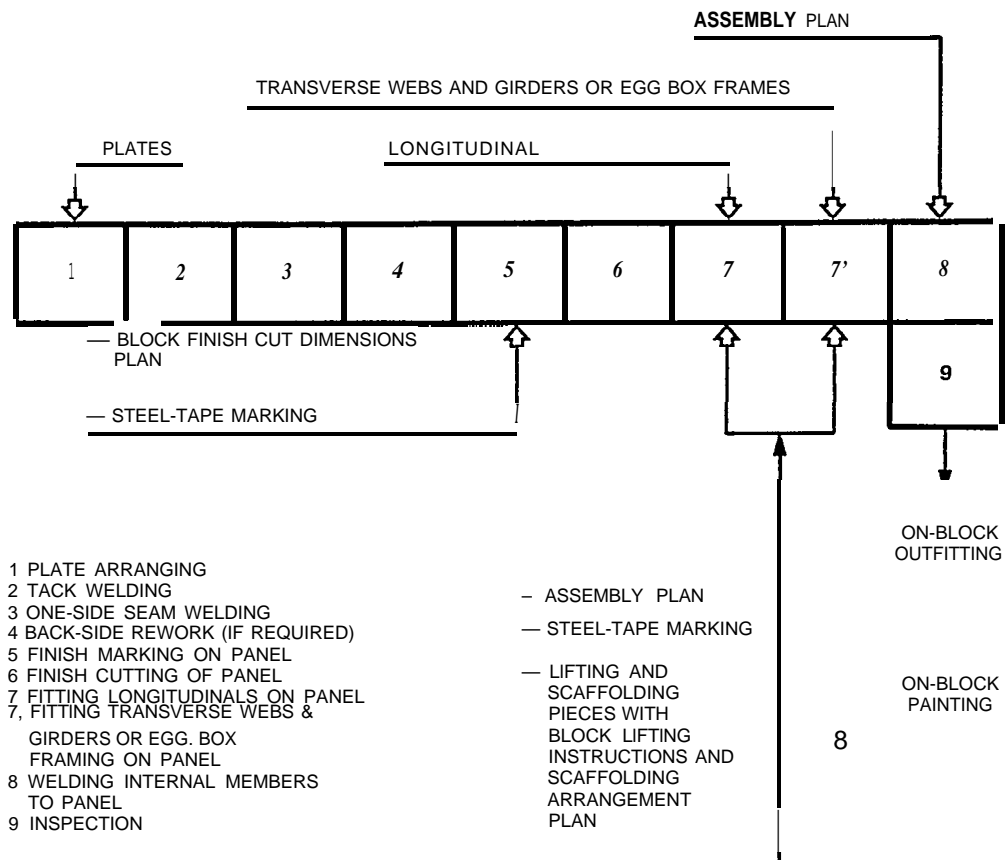 ASSEMBLY PLAN
TRANSVERSE WEBS AND GIRDERS OR EGG BOX FRAMES
PLATES
LONGITUDINAL
1
2
3
4
5
6
7
7’
8
— BLOCK FINISH CUT DIMENSIONS
PLAN
9
— STEEL-TAPE MARKING
ON-BLOCK
OUTFITTING
1 PLATE ARRANGING
2 TACK WELDING
3 ONE-SIDE SEAM WELDING
4 BACK-SIDE REWORK (IF REQUIRED)
5 FINISH MARKING ON PANEL
6 FINISH CUTTING OF PANEL
7 FITTING LONGITUDINALS ON PANEL
7, FITTING TRANSVERSE WEBS &
GIRDERS OR EGG. BOX
FRAMING ON PANEL
8 WELDING INTERNAL MEMBERS
TO PANEL
9 INSPECTION
– ASSEMBLY PLAN
— STEEL-TAPE MARKING
— LIFTING AND
SCAFFOLDING
PIECES WITH
BLOCK LIFTING
INSTRUCTIONS AND
SCAFFOLDING
ARRANGEMENT
PLAN
8
ON-BLOCK
PAINTING